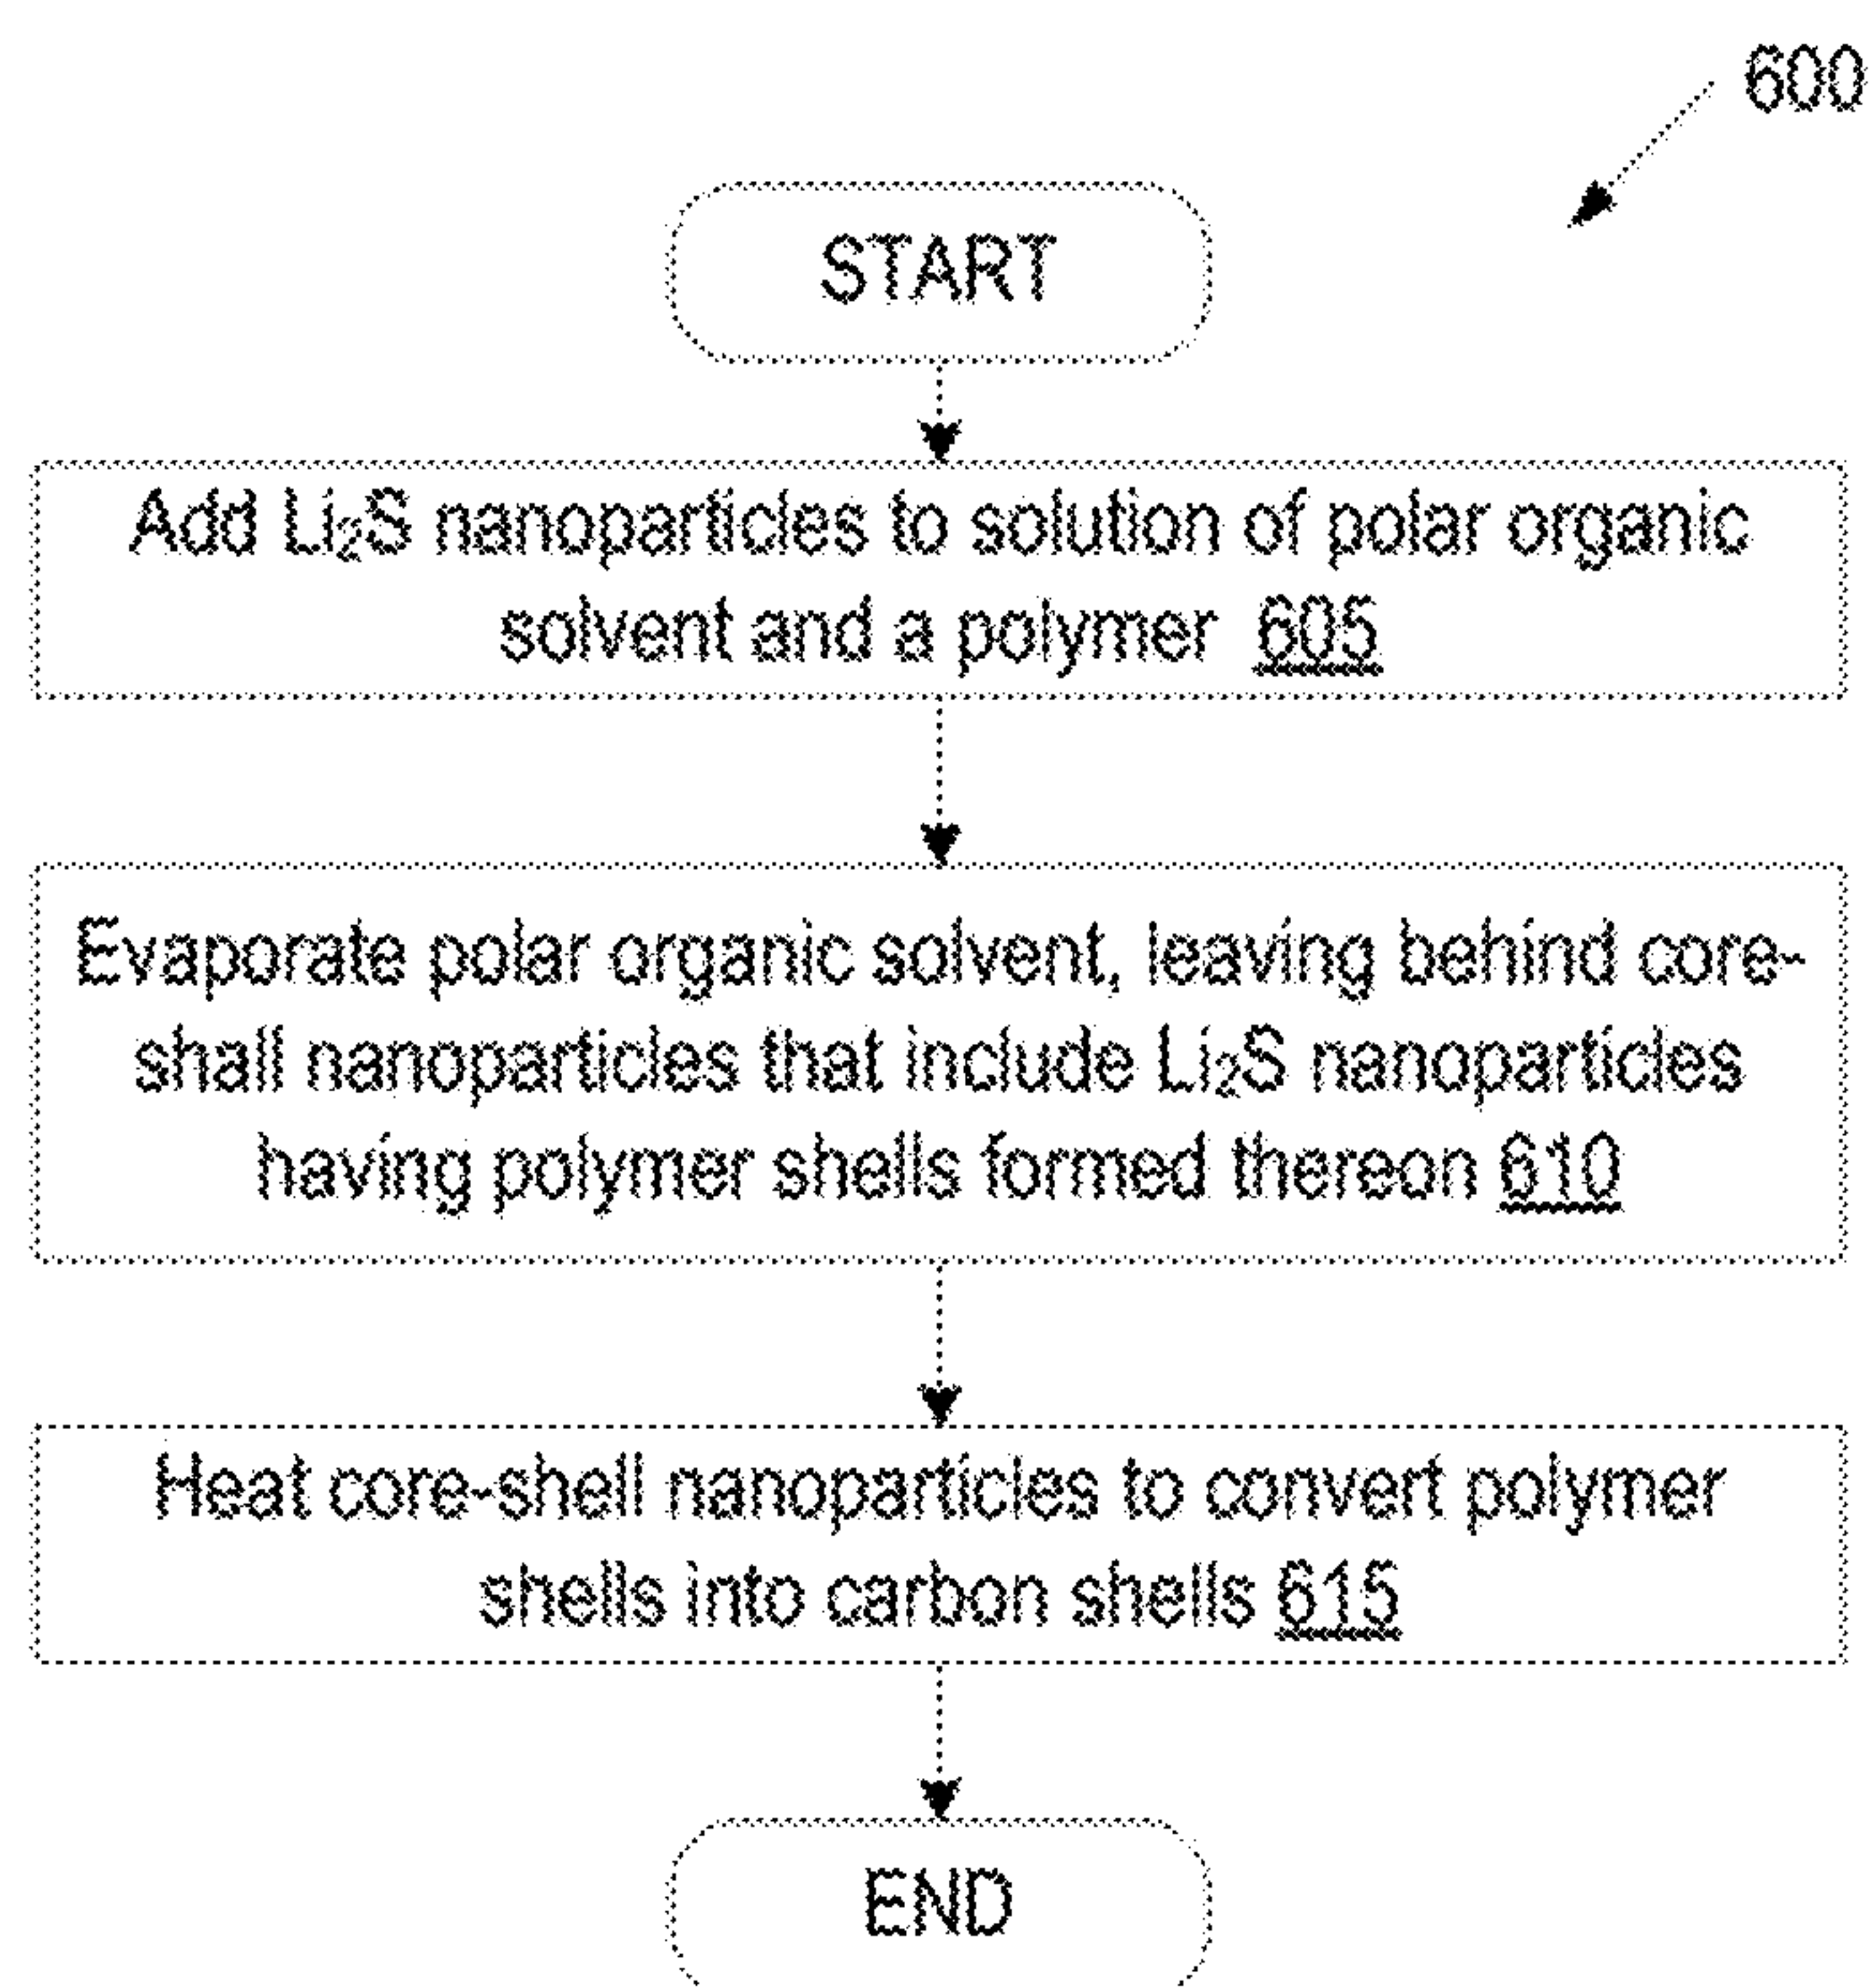 600
START
Add Li₂S nanoparticles to solution of polar organic
solvent and a polymer 605
Evaporate polar organic solvent, leaving behind core-
shall nanoparticles that include Li₂S nanoparticles
having polymer shells formed thereon 610
Heat core-shell nanoparticles to convert polymer
shells into carbon shells 615
END